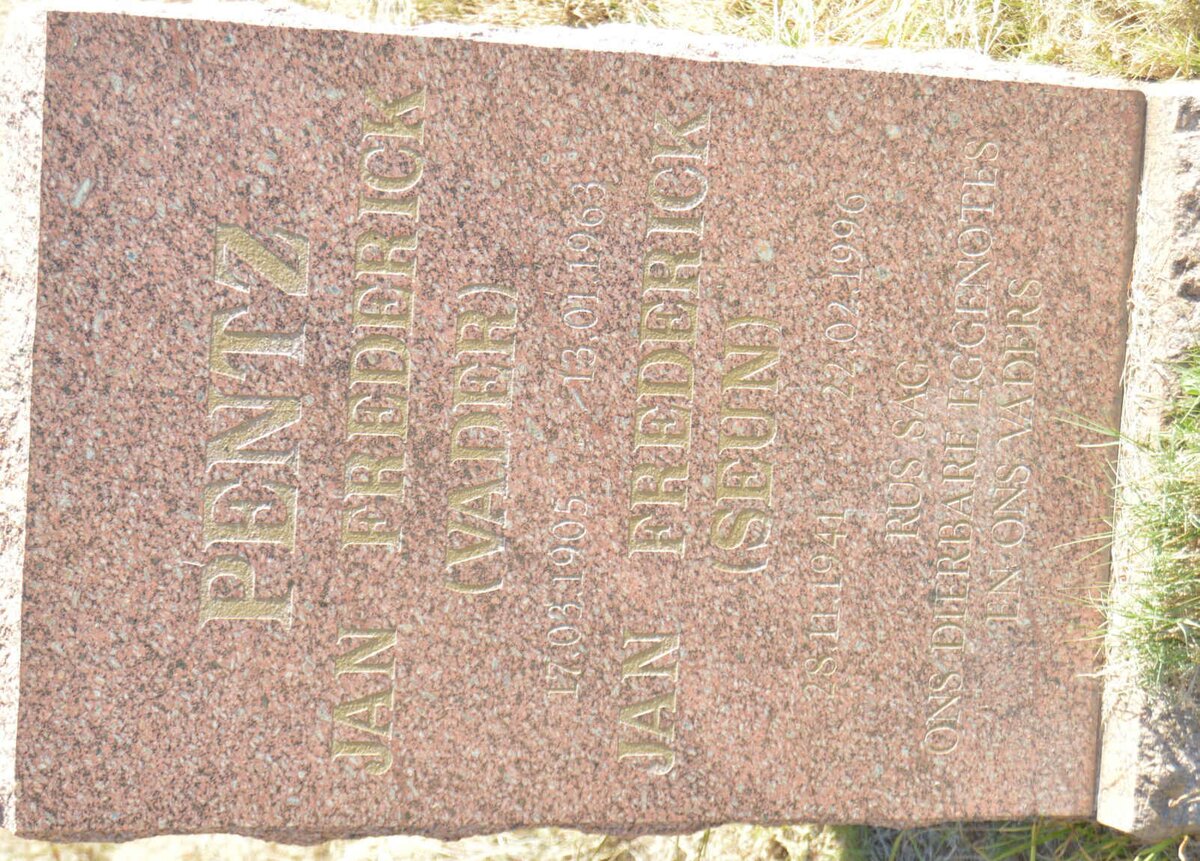 PENTZ
JAN FREDERICK
(VADER)
17.03.1905 - 13.01.1963
JAN FREDERICK
(SEUN)
28.11.1941 22.02.1996
RUS SAG
ONS DIERBARE EGGENOTES
EN ONS VADERS